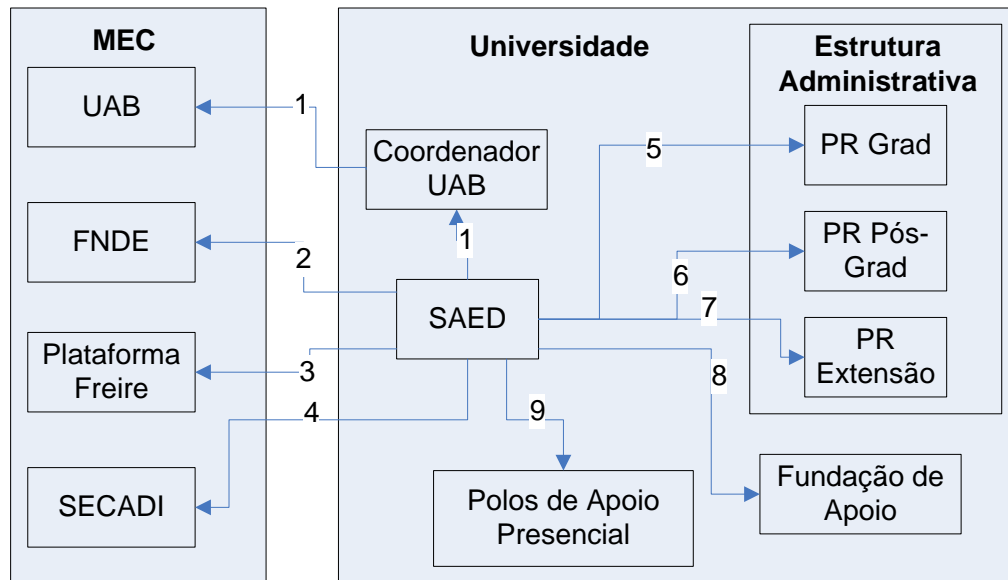 MEC
UAB
FNDE
Plataforma
Freire
SECADI
1
2
3
4
Universidade
Coordenador
UAB
1
SAED
5
6
7
8
9
Estrutura
Administrativa
PR Grad
PR Pós-
Grad
PR
Extensão
Polos de Apoio
Presencial
Fundação de
Apoio